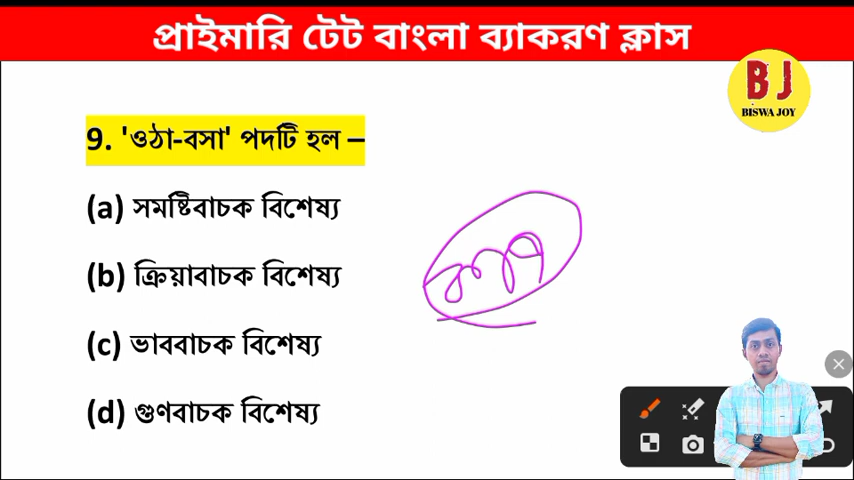 প্রাইমারি টেট বাংলা ব্যাকরণ ক্লাস
BJ
BISWA JOY
9. 'ওঠা-বসা' পদটি হল –
(a) সমষ্টিবাচক বিশেষ্য
(b) ক্রিয়াবাচক বিশেষ্য
(c) ভাববাচক বিশেষ্য
(d) গুণবাচক বিশেষ্য